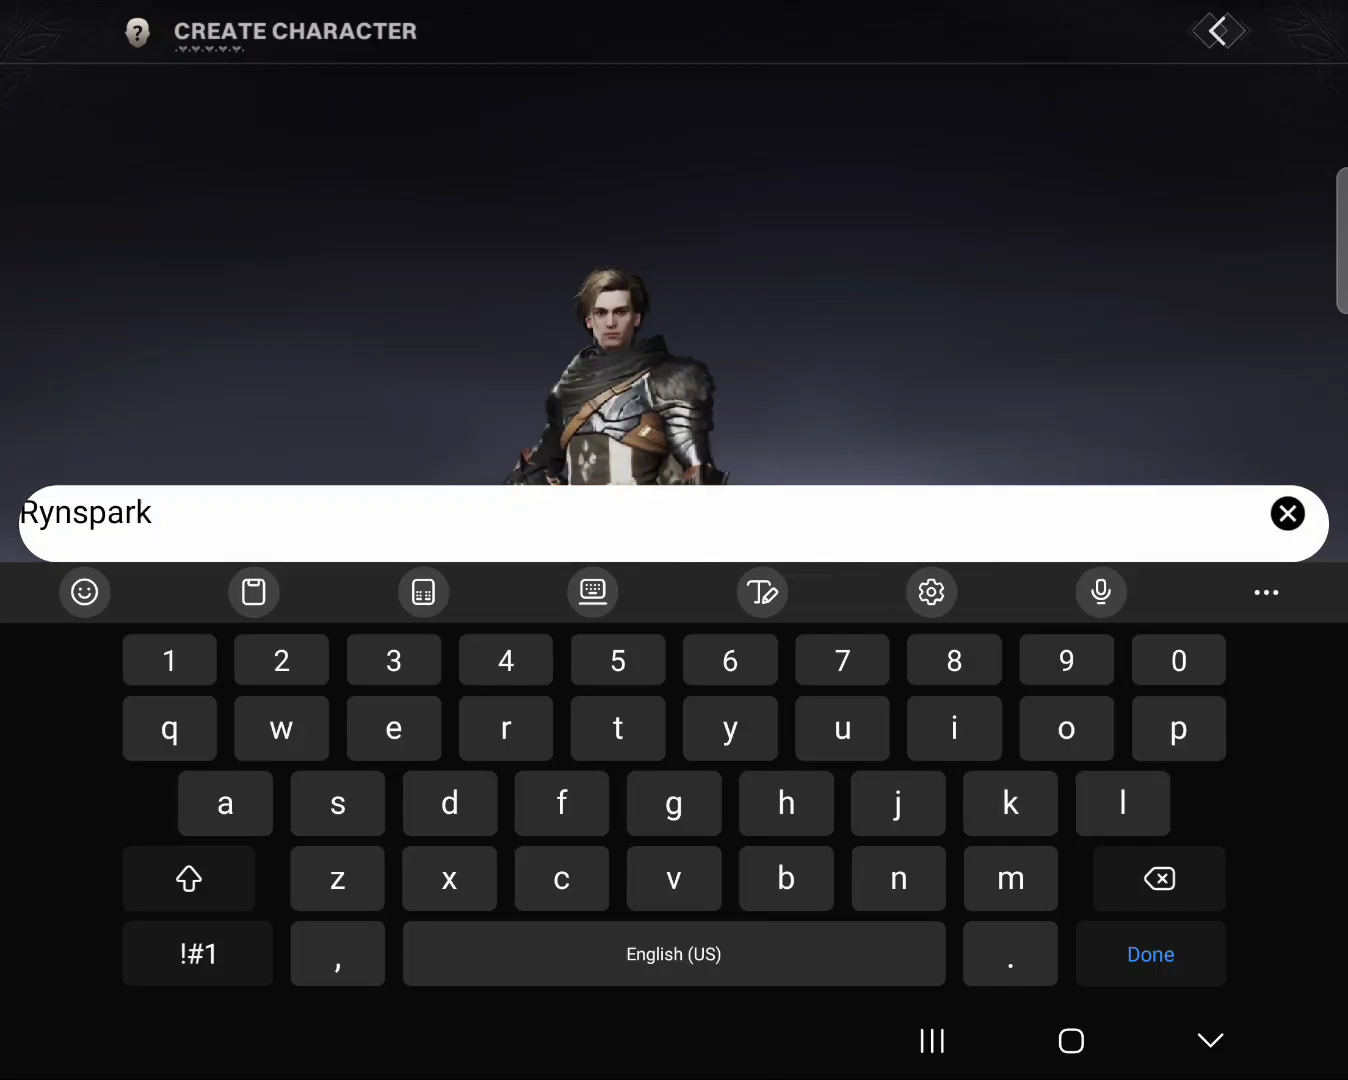 CREATE CHARACTER
Rynspark
1 2 3 4 5 6 7 8 9 0
q w e r t y u i o p
a s d f g h j k l
z x c v b n m
!#1 , English (US) . Done